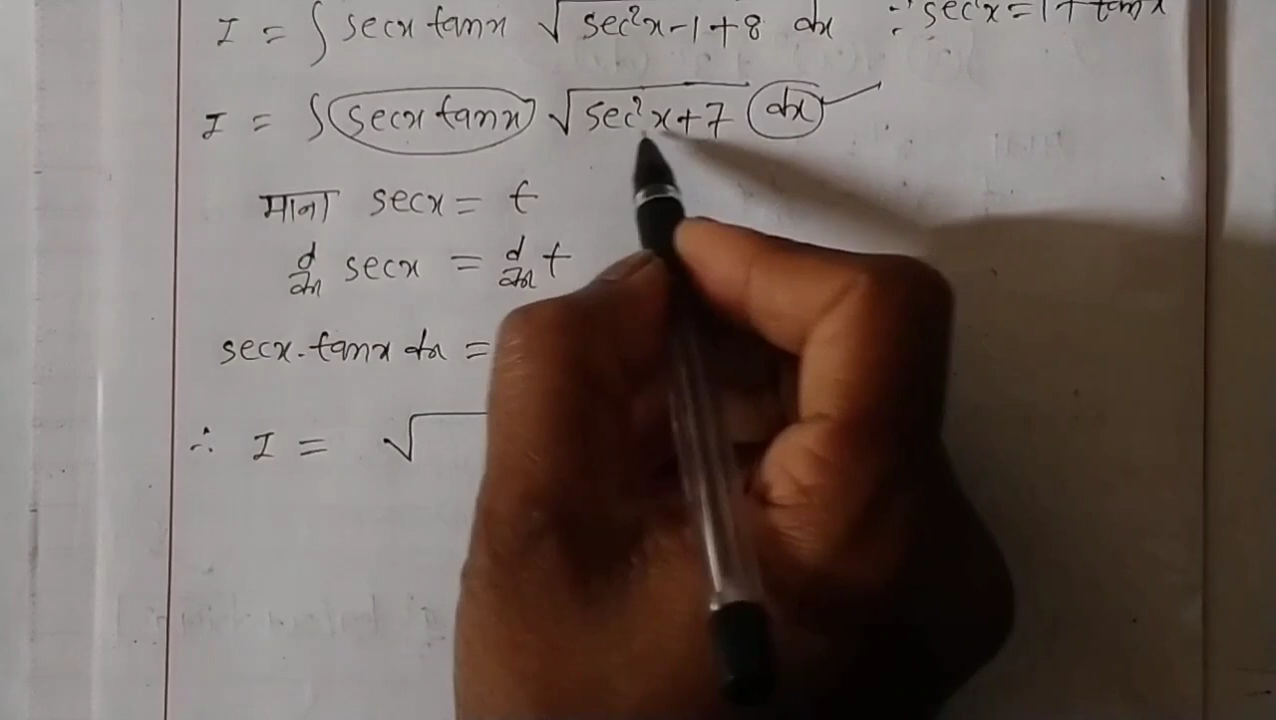 I = ∫ secx tanx √sec²x-1+8 dx ∵ sec²x = 1+tan²x
I = ∫ secx tanx √sec²x+7 dx
माना secx = t
d/dx secx = d/dx t
secx.tanx dx =
∴ I = √